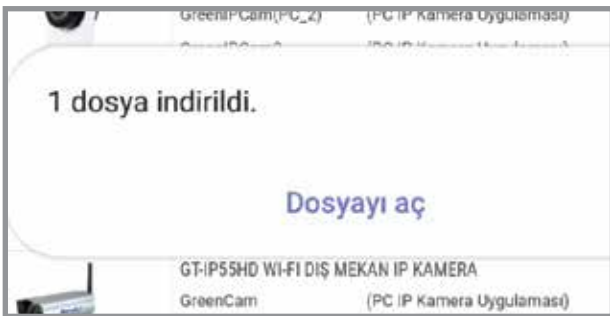 GreenIPCam(PC_2) (PC IP Kamera Uygulaması)
1 dosya indirildi.
Dosyayı aç
GT-IP55HD WI-FI DIŞ MEKAN IP KAMERA
GreenCam (PC IP Kamera Uygulaması)